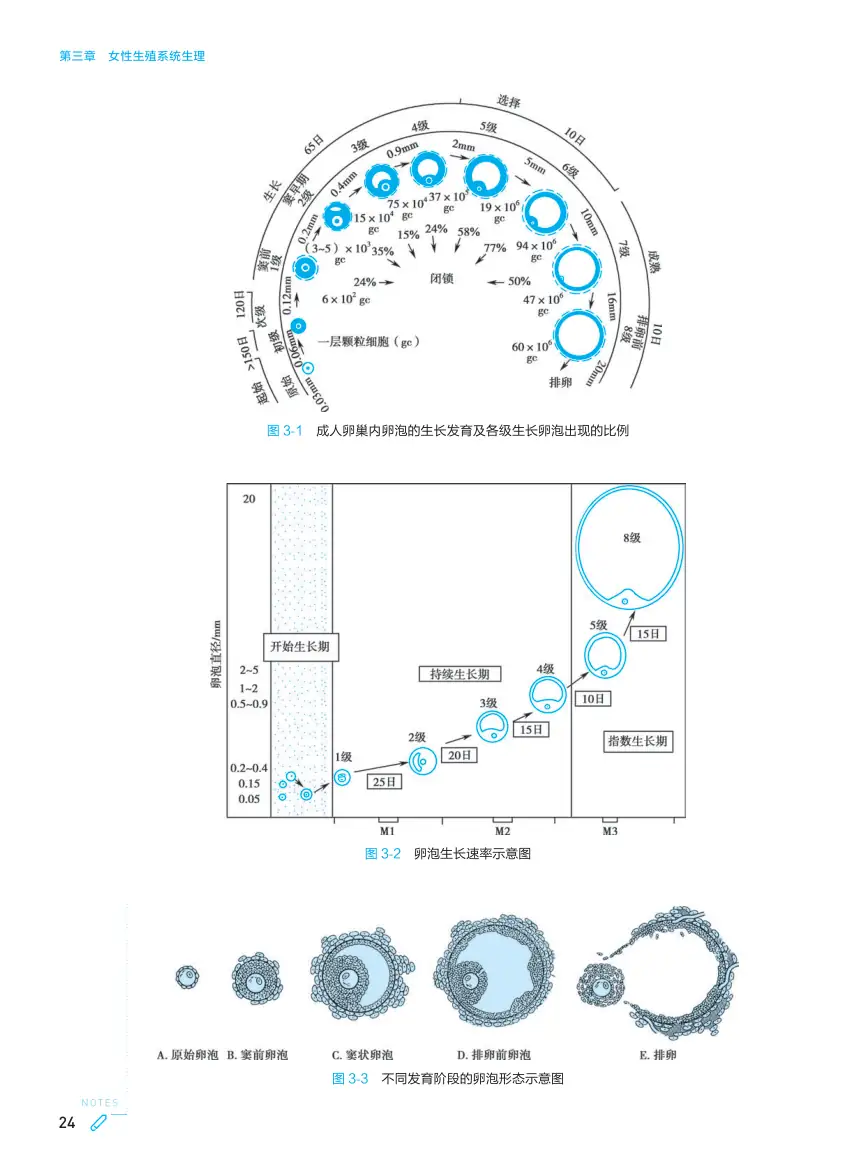 第三章 女性生殖系统生理
选择
4级
5级
10日
65日
3级
0.9mm
2mm
5mm
6级
生长
窦早期
2级
0.4mm
75 × 10⁴
gc
37 × 10⁵
gc
19 × 10⁶
gc
10mm
0.2mm
15 × 10⁴
gc
15%
24%
58%
77%
94 × 10⁶
gc
7级
成熟
窦前
1级
（3~5）× 10³
gc
35%
闭锁
24%
50%
0.12mm
6 × 10² gc
47 × 10⁶
gc
16mm
120日
次级
排卵前
8级
10日
>150日
初级
0.06mm
一层颗粒细胞（gc）
60 × 10⁶
gc
起始
原始
0.03mm
排卵
20mm
图 3-1 成人卵巢内卵泡的生长发育及各级生长卵泡出现的比例
20
8级
卵泡直径/mm
开始生长期
5级
15日
2~5
1~2
0.5~0.9
持续生长期
4级
10日
3级
15日
指数生长期
2级
20日
1级
25日
0.2~0.4
0.15
0.05
M1 M2 M3
图 3-2 卵泡生长速率示意图
A. 原始卵泡 B. 窦前卵泡 C. 窦状卵泡 D. 排卵前卵泡 E. 排卵
图 3-3 不同发育阶段的卵泡形态示意图
NOTES
24